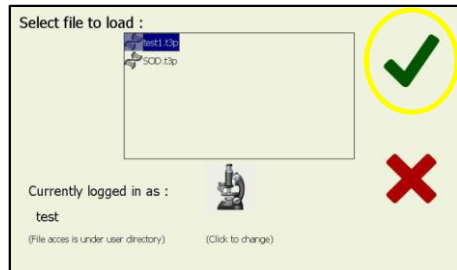 Select file to load :
test1.t3p
SOD.t3p
Currently logged in as :
test
(File acces is under user directory)
(Click to change)